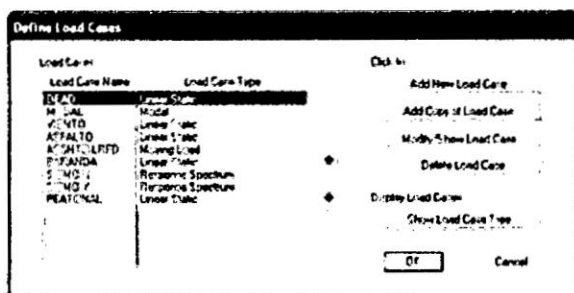 Define Load Cases
Load Cases
Load Case Name Load Case Type
DEAD Linear Static
MODAL Modal
VIENTO Linear Static
ASFALTO Linear Static
Moving Load
BARANDA Linear Static
Response Spectrum
Response Spectrum
PEATONAL Linear Static
Click to:
Add New Load Case
Add Copy of Load Case
Modify/Show Load Case
Delete Load Case
Display Load Cases
Show Load Case Tree
OK Cancel